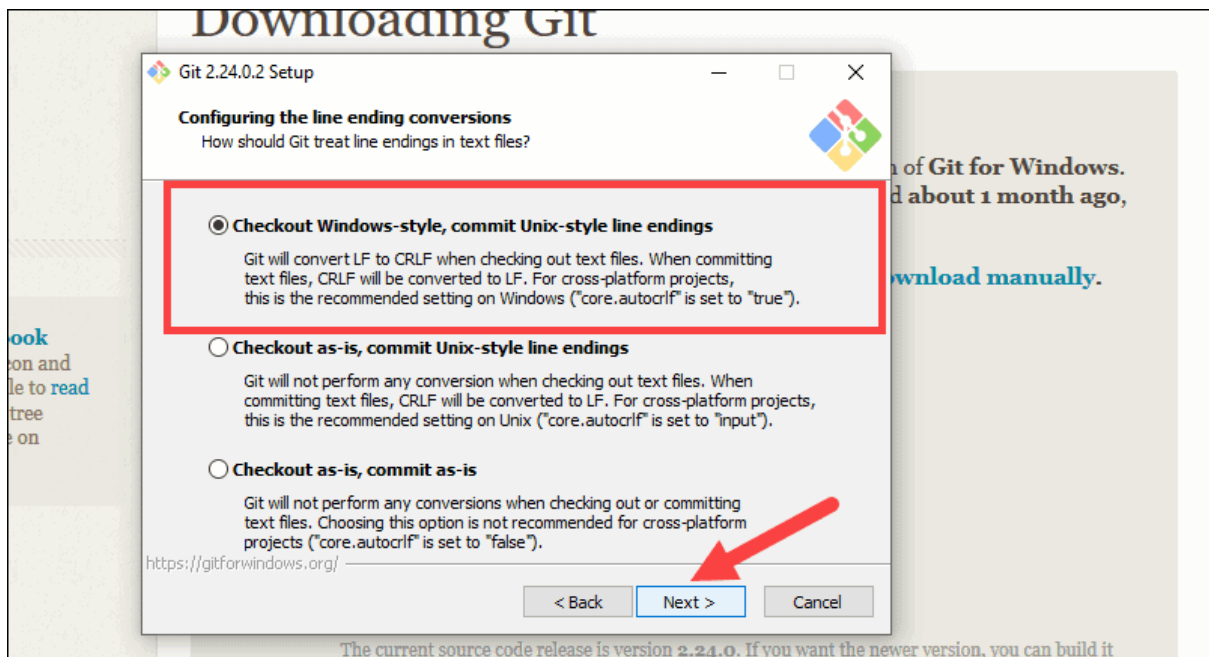 Downloading Git
Git 2.24.0.2 Setup
Configuring the line ending conversions
How should Git treat line endings in text files?
of Git for Windows.
about 1 month ago,
download manually.
Checkout Windows-style, commit Unix-style line endings
Git will convert LF to CRLF when checking out text files. When committing
text files, CRLF will be converted to LF. For cross-platform projects,
this is the recommended setting on Windows ("core.autocrlf" is set to "true").
Checkout as-is, commit Unix-style line endings
Git will not perform any conversion when checking out text files. When
committing text files, CRLF will be converted to LF. For cross-platform projects,
this is the recommended setting on Unix ("core.autocrlf" is set to "input").
Checkout as-is, commit as-is
Git will not perform any conversions when checking out or committing
text files. Choosing this option is not recommended for cross-platform
projects ("core.autocrlf" is set to "false").
https://gitforwindows.org/
< Back
Next >
Cancel
ook
on and
le to read
tree
on
The current source code release is version 2.24.0. If you want the newer version, you can build it